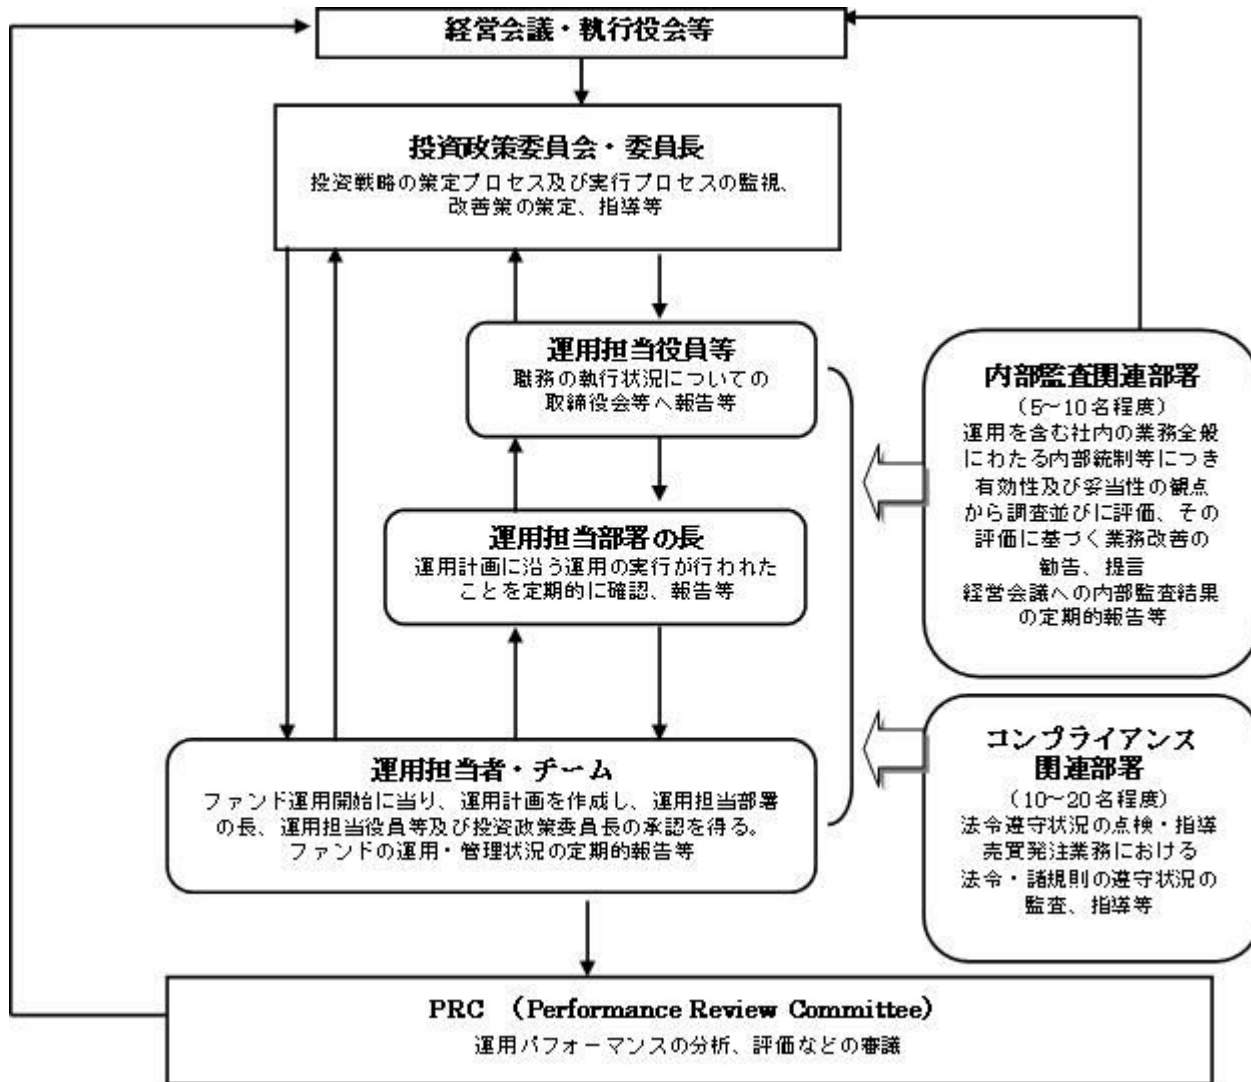 経営会議・執行役会等
投資政策委員会・委員長
投資戦略の策定プロセス及び実行プロセスの監視、
改善策の策定、指導等
運用担当役員等
職務の執行状況についての
取締役会等へ報告等
運用担当部署の長
運用計画に沿う運用の実行が行われた
ことを定期的に確認、報告等
運用担当者・チーム
ファンド運用開始に当り、運用計画を作成し、運用担当部署
の長、運用担当役員等及び投資政策委員長の承認を得る。
ファンドの運用・管理状況の定期的報告等
内部監査関連部署
（5～10名程度）
運用を含む社内の業務全般
にわたる内部統制等につき
有効性及び妥当性の観点
から調査並びに評価、その
評価に基づく業務改善の
勧告、提言
経営会議への内部監査結果
の定期的報告等
コンプライアンス
関連部署
（10～20名程度）
法令遵守状況の点検・指導
売買発注業務における
法令・諸規則の遵守状況の
監査、指導等
PRC （Performance Review Committee）
運用パフォーマンスの分析、評価などの審議